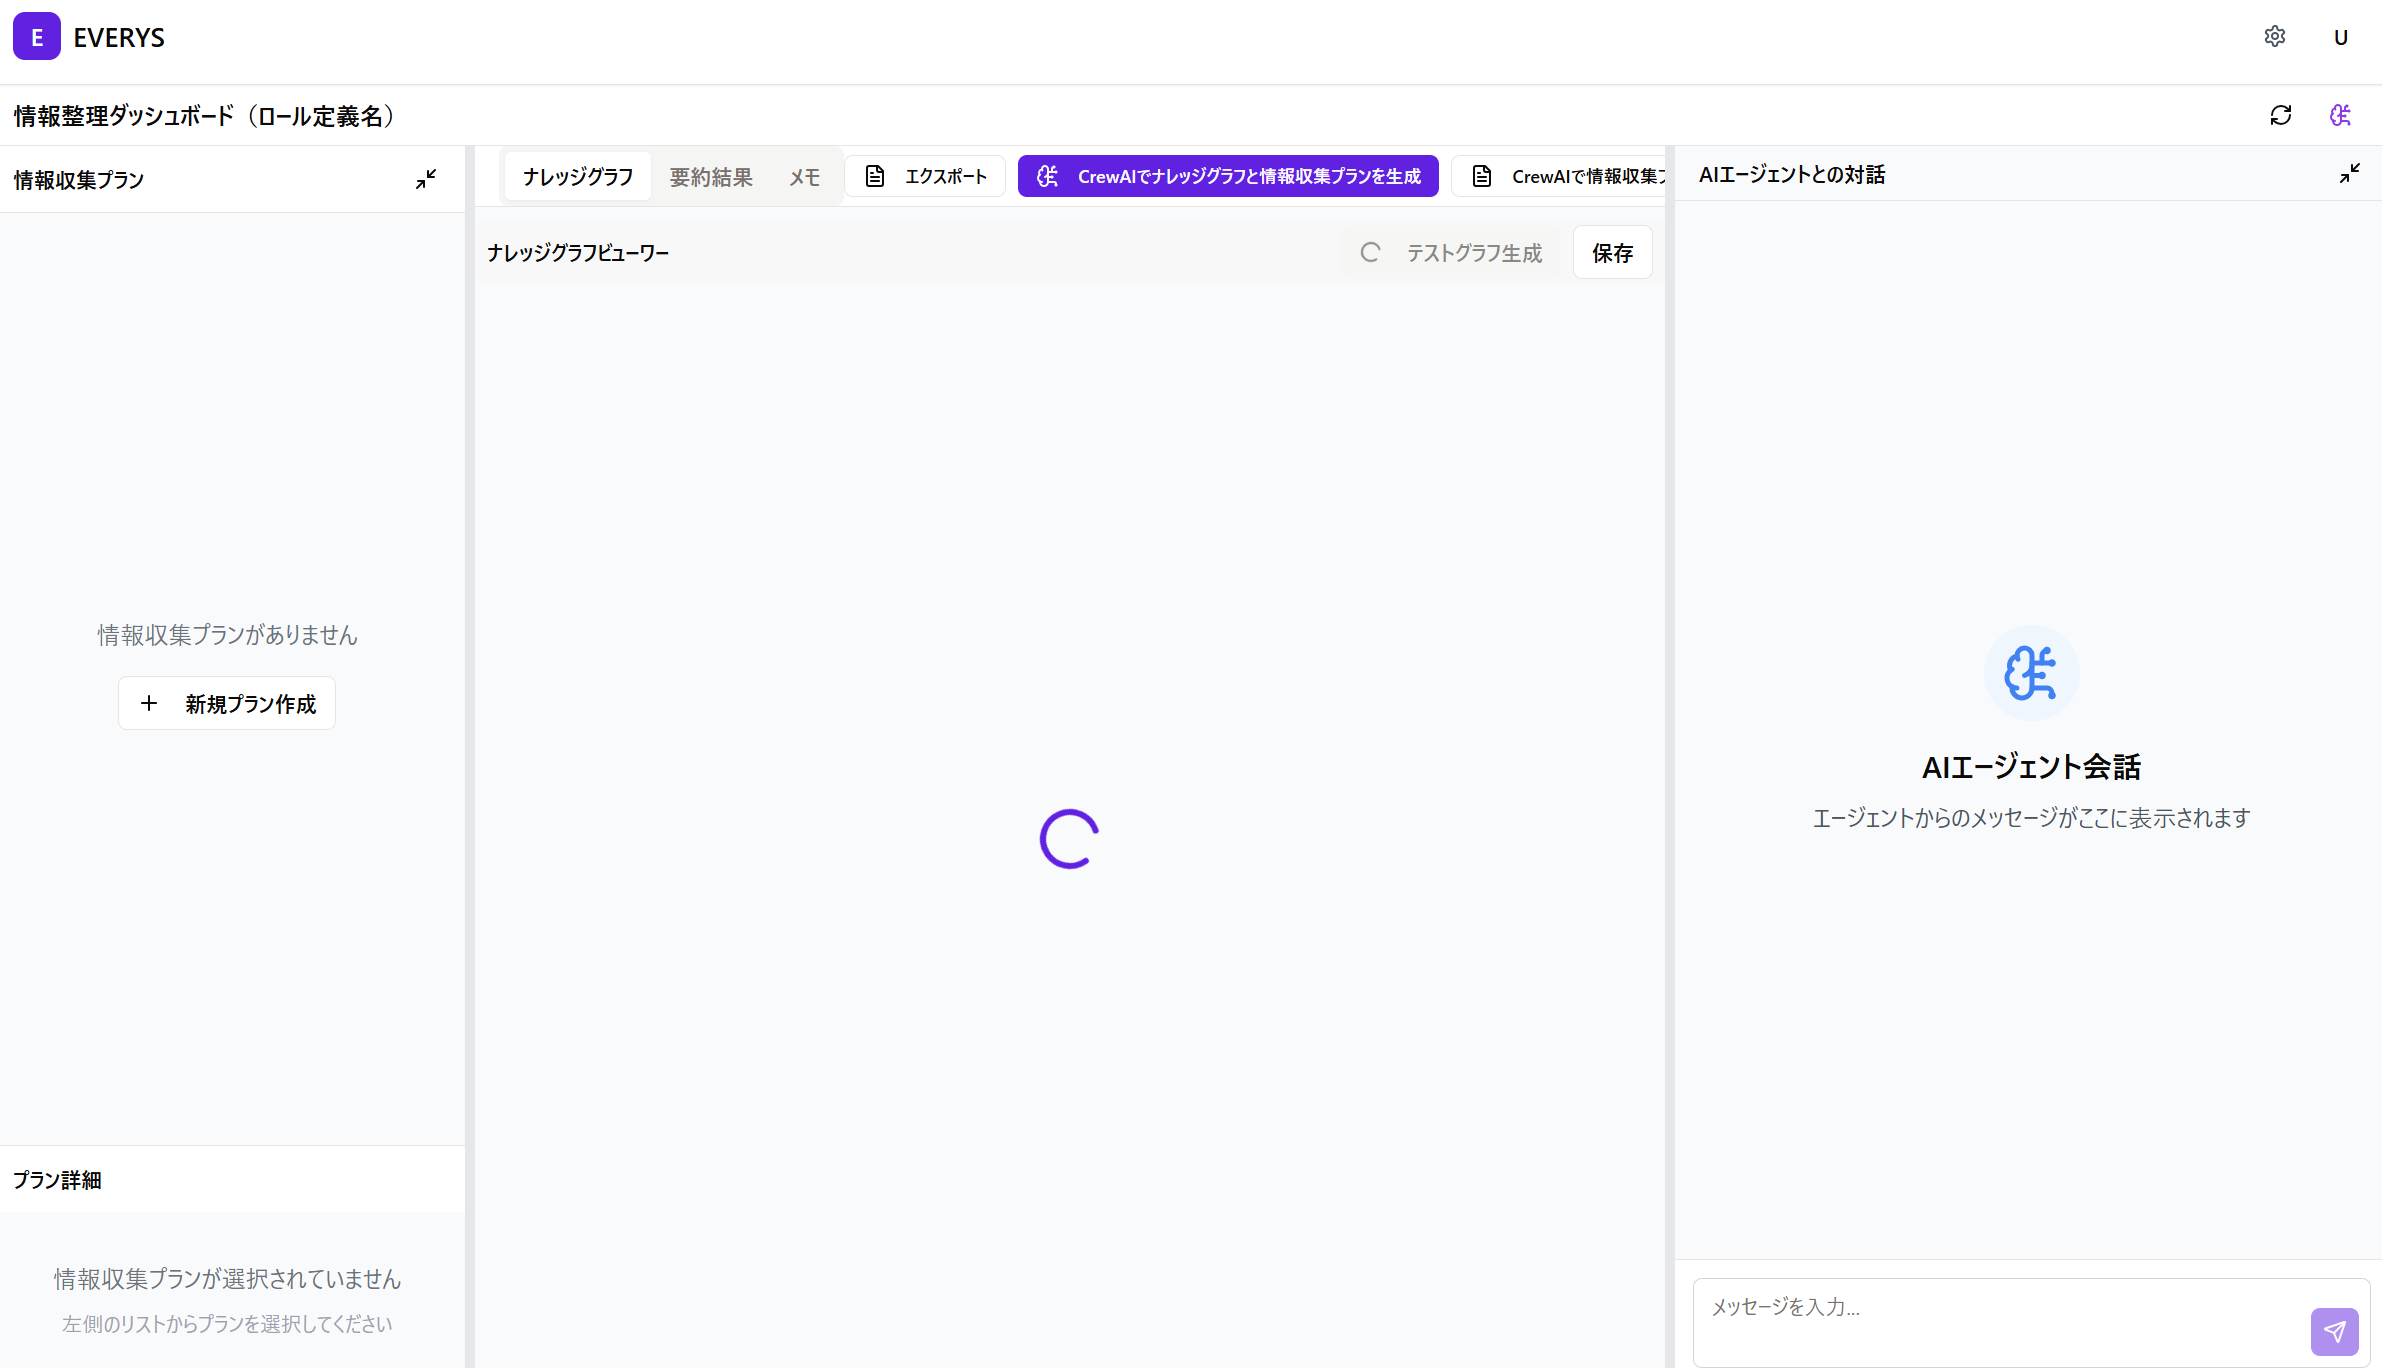 E EVERYS
U
情報整理ダッシュボード（ロール定義名）
情報収集プラン
情報収集プランがありません
新規プラン作成
プラン詳細
情報収集プランが選択されていません
左側のリストからプランを選択してください
ナレッジグラフ 要約結果 メモ エクスポート CrewAIでナレッジグラフと情報収集プランを生成 CrewAIで情報収集
ナレッジグラフビューワー テストグラフ生成 保存
AIエージェントとの対話
AIエージェント会話
エージェントからのメッセージがここに表示されます
メッセージを入力...